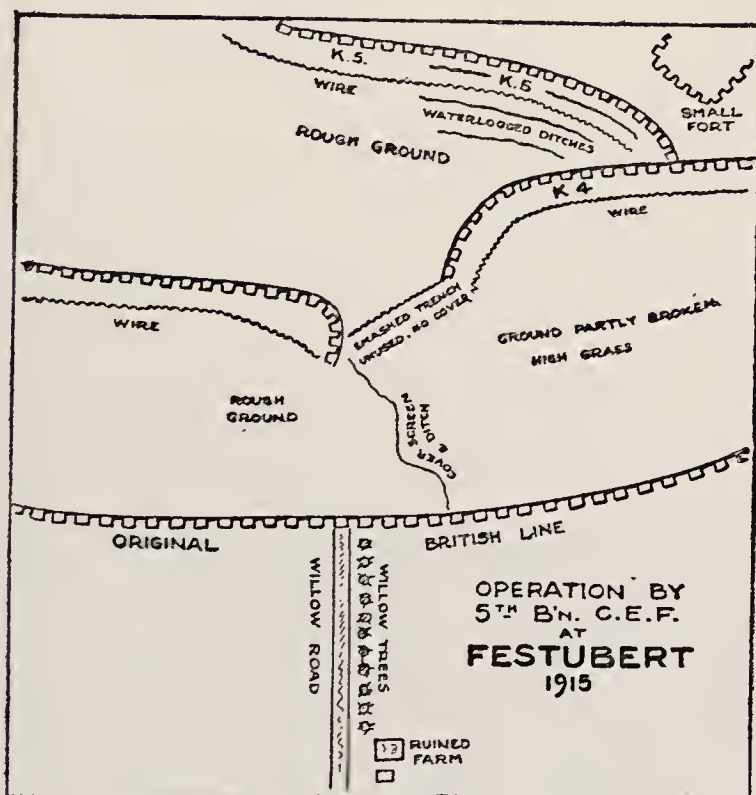 K.5.
K.5
WIRE
WATERLOGGED DITCHES
SMALL
FORT
ROUGH GROUND
K4
WIRE
WIRE
SMASHED TRENCH
UNUSED. NO COVER
GROUND PARTLY BROKEN.
HIGH GRASS
ROUGH
GROUND
COVER SCREEN
& DITCH
ORIGINAL
BRITISH LINE
WILLOW ROAD
WILLOW TREES
OPERATION BY
5TH B'N. C.E.F.
AT
FESTUBERT
1915
RUINED
FARM